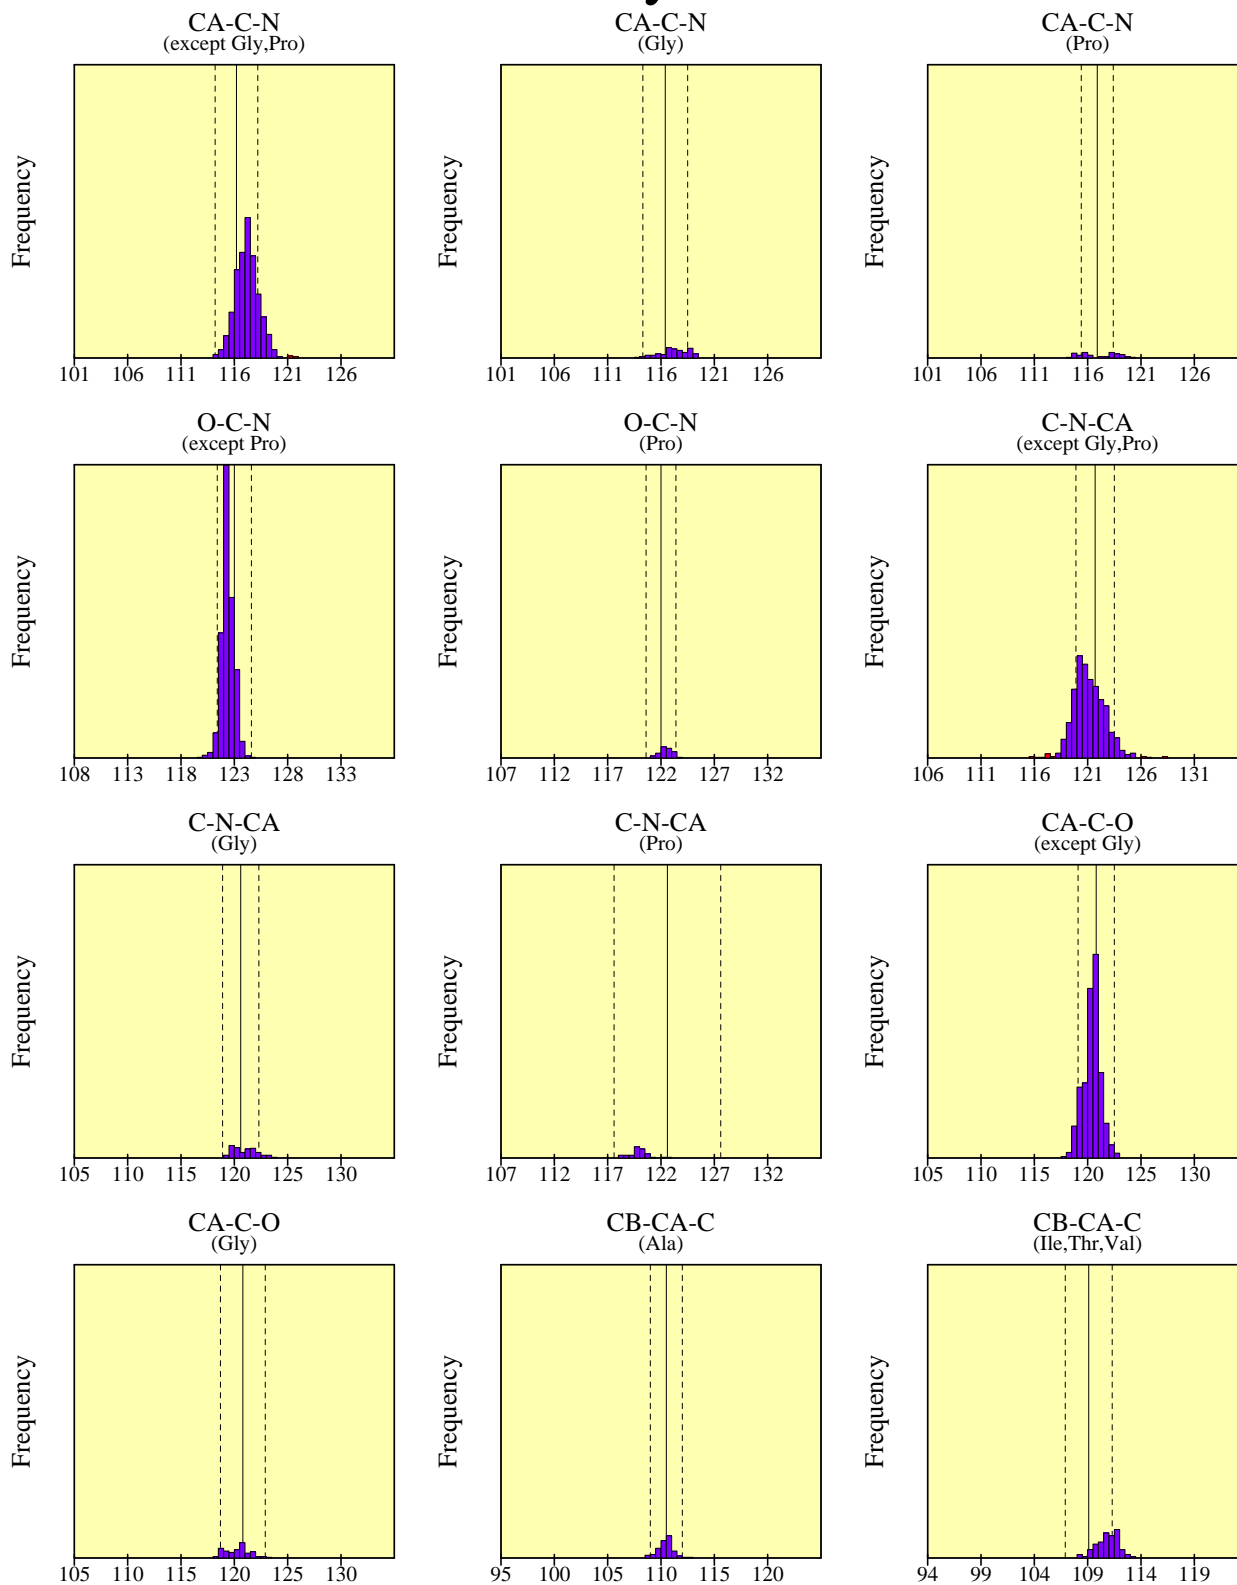 CA-C-N
(except Gly,Pro)
Frequency
101 106 111 116 121 126
CA-C-N
(Gly)
Frequency
101 106 111 116 121 126
CA-C-N
(Pro)
Frequency
101 106 111 116 121 126
O-C-N
(except Pro)
Frequency
108 113 118 123 128 133
O-C-N
(Pro)
Frequency
107 112 117 122 127 132
C-N-CA
(except Gly,Pro)
Frequency
106 111 116 121 126 131
C-N-CA
(Gly)
Frequency
105 110 115 120 125 130
C-N-CA
(Pro)
Frequency
107 112 117 122 127 132
CA-C-O
(except Gly)
Frequency
105 110 115 120 125 130
CA-C-O
(Gly)
Frequency
105 110 115 120 125 130
CB-CA-C
(Ala)
Frequency
95 100 105 110 115 120
CB-CA-C
(Ile,Thr,Val)
Frequency
94 99 104 109 114 119